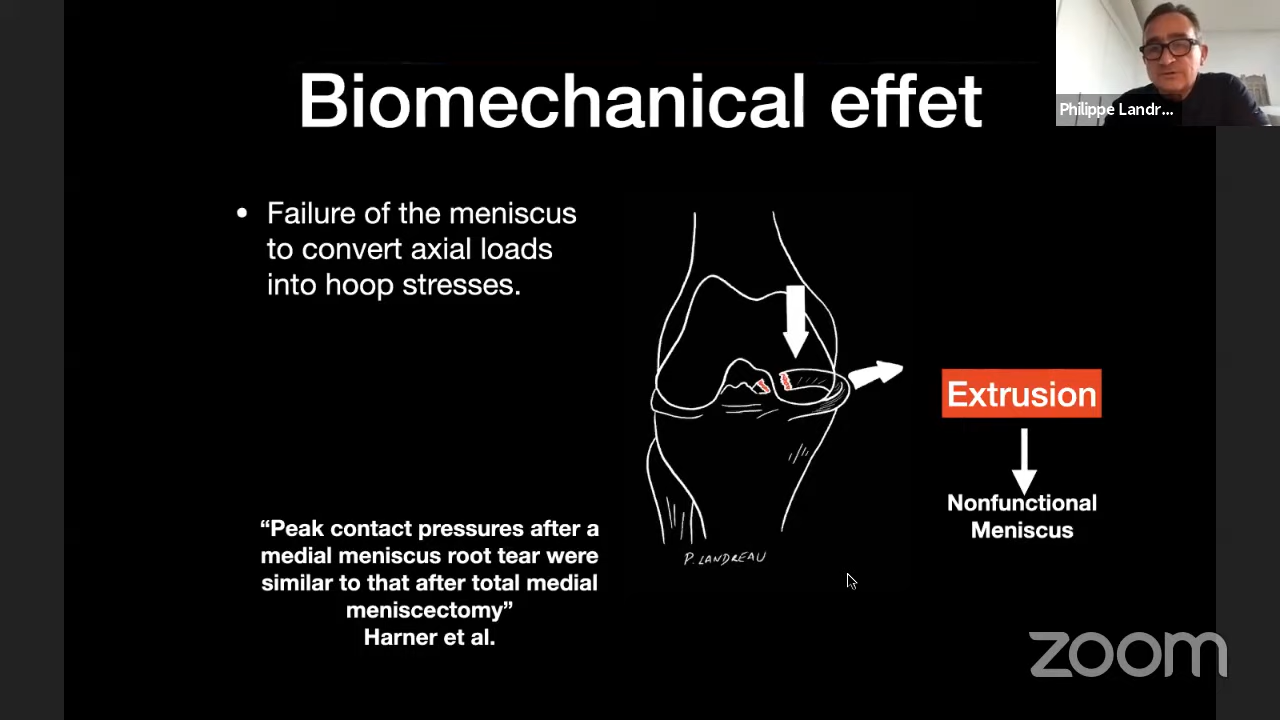 Biomechanical effet
Philippe Landr...
• Failure of the meniscus
to convert axial loads
into hoop stresses.
Extrusion
Nonfunctional
Meniscus
“Peak contact pressures after a
medial meniscus root tear were
similar to that after total medial
meniscectomy”
Harner et al.
P. LANDREAU
zoom